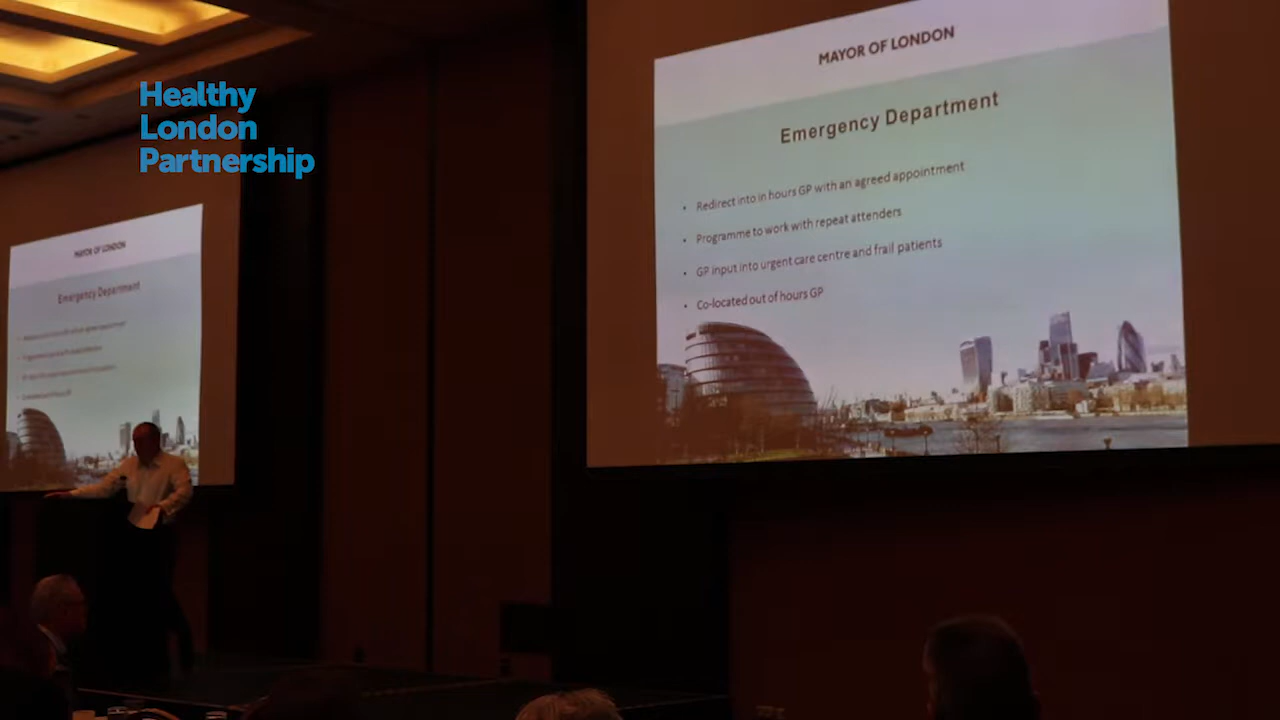 Healthy
London
Partnership
MAYOR OF LONDON
Emergency Department
MAYOR OF LONDON
Emergency Department
• Redirect into in hours GP with an agreed appointment
• Programme to work with repeat attenders
• GP input into urgent care centre and frail patients
• Co-located out of hours GP